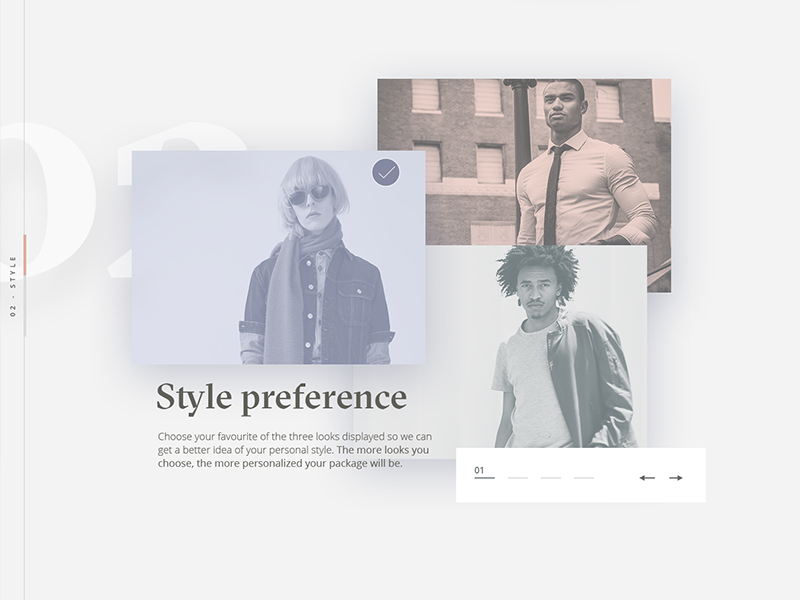 02
02 - STYLE
Style preference
Choose your favourite of the three looks displayed so we can
get a better idea of your personal style. The more looks you
choose, the more personalized your package will be.
01